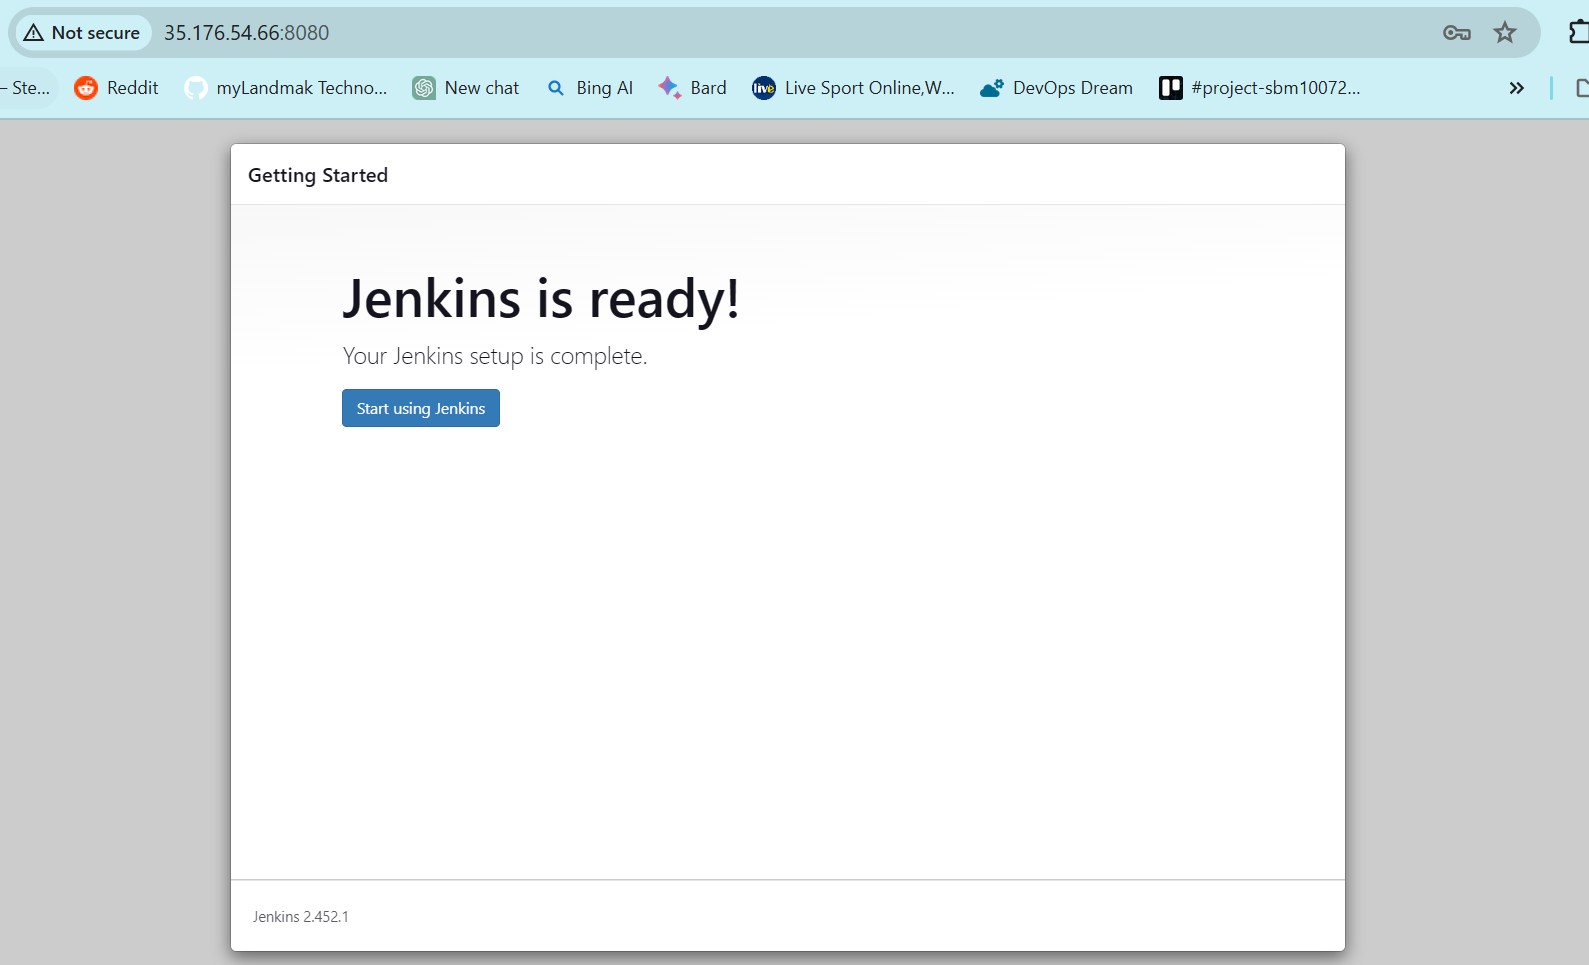 Not secure 35.176.54.66:8080
– Ste... Reddit myLandmak Techno... New chat Bing AI Bard live Live Sport Online,W... DevOps Dream #project-sbm10072... »
Getting Started
Jenkins is ready!
Your Jenkins setup is complete.
Start using Jenkins
Jenkins 2.452.1